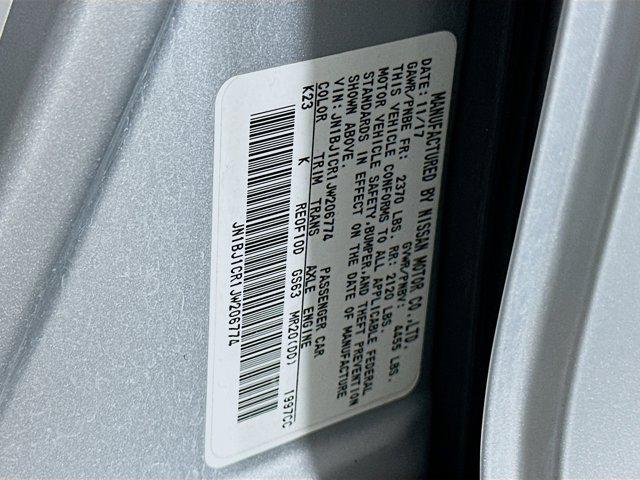 MANUFACTURED BY NISSAN MOTOR CO.,LTD.
DATE: 11/17 GVWR/PNBV: 4455 LBS.
GAWR/PNBE FR: 2370 LBS. RR: 2120 LBS.
THIS VEHICLE CONFORMS TO ALL APPLICABLE FEDERAL
MOTOR VEHICLE SAFETY,BUMPER,AND THEFT PREVENTION
STANDARDS IN EFFECT ON THE DATE OF MANUFACTURE
SHOWN ABOVE.
VIN:JN1BJ1CR1JW206774 PASSENGER CAR
COLOR TRIM TRANS AXLE ENGINE
K23 K RE0F10D GS63 MR20(DD) 1997CC
JN1BJ1CR1JW206774